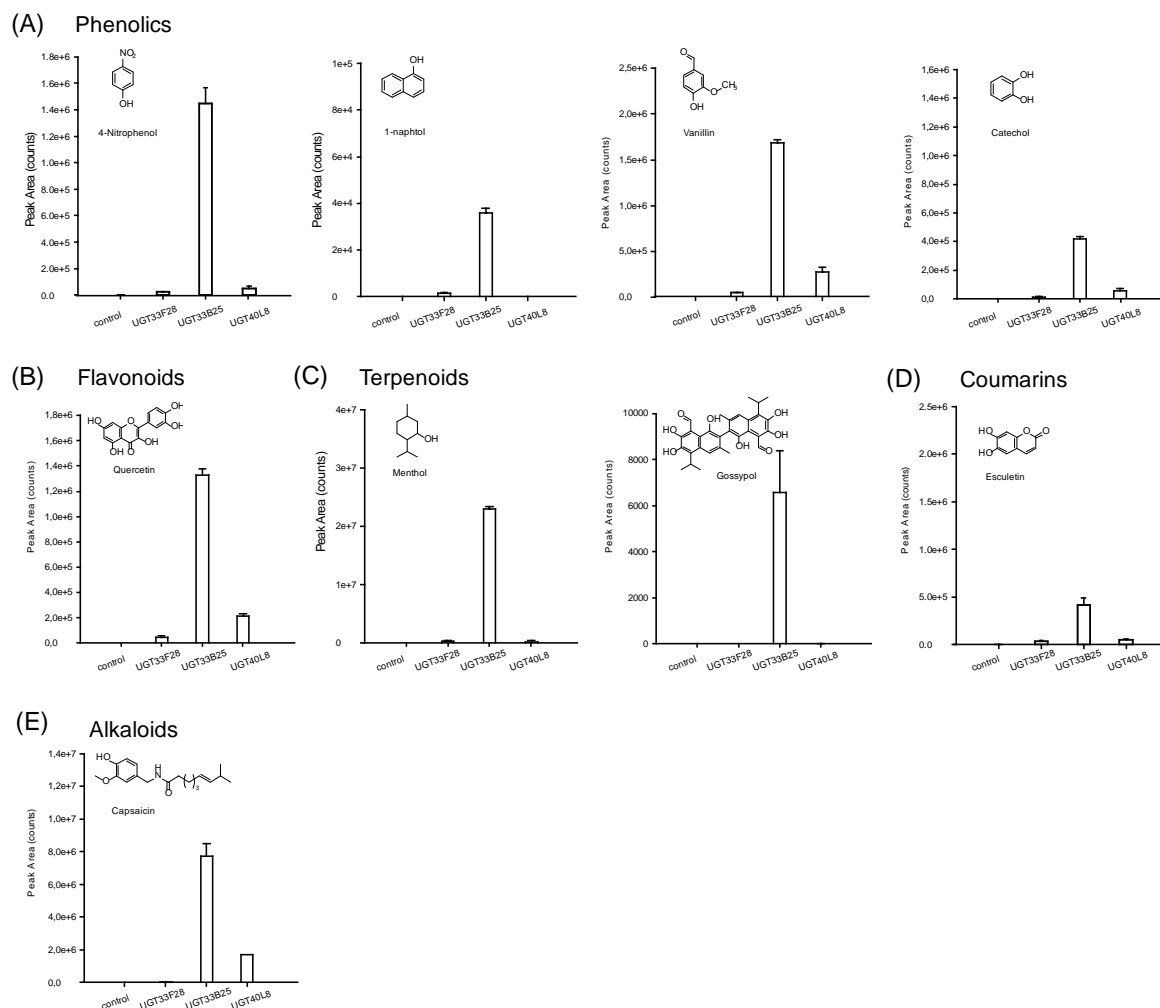 (A) Phenolics
Peak Area (counts)
1.8e+6
1.6e+6
1.4e+6
1.2e+6
1.0e+6
8.0e+5
6.0e+5
4.0e+5
2.0e+5
0.0
NO₂
OH
4-Nitrophenol
control
UGT33F28
UGT33B25
UGT40L8
Peak Area (counts)
1e+5
8e+4
6e+4
4e+4
2e+4
0
OH
1-naphtol
control
UGT33F28
UGT33B25
UGT40L8
Peak Area (counts)
2,5e+6
2,0e+6
1,5e+6
1,0e+6
5,0e+5
0,0
O
O
CH₃
OH
Vanillin
control
UGT33F28
UGT33B25
UGT40L8
Peak Area (counts)
1,6e+6
1,4e+6
1,2e+6
1,0e+6
8,0e+5
6,0e+5
4,0e+5
2,0e+5
0,0
OH
OH
Catechol
control
UGT33F28
UGT33B25
UGT40L8
(B) Flavonoids
Peak Area (counts)
1,8e+6
1,6e+6
1,4e+6
1,2e+6
1,0e+6
8,0e+5
6,0e+5
4,0e+5
2,0e+5
0,0
OH
HO
O
OH
OH
OH
O
Quercetin
control
UGT33F28
UGT33B25
UGT40L8
(C) Terpenoids
Peak Area (counts)
4e+7
3e+7
2e+7
1e+7
0
OH
Menthol
control
UGT33F28
UGT33B25
UGT40L8
Peak Area (counts)
10000
8000
6000
4000
2000
0
O
OH
OH
HO
OH
HO
OH
O
Gossypol
control
UGT33F28
UGT33B25
UGT40L8
(D) Coumarins
Peak Area (counts)
2.5e+6
2.0e+6
1.5e+6
1.0e+6
5.0e+5
0.0
HO
O
O
HO
Esculetin
control
UGT33F28
UGT33B25
UGT40L8
(E) Alkaloids
Peak Area (counts)
1,4e+7
1,2e+7
1,0e+7
8,0e+6
6,0e+6
4,0e+6
2,0e+6
0,0
HO
O
H
N
O
3
Capsaicin
control
UGT33F28
UGT33B25
UGT40L8